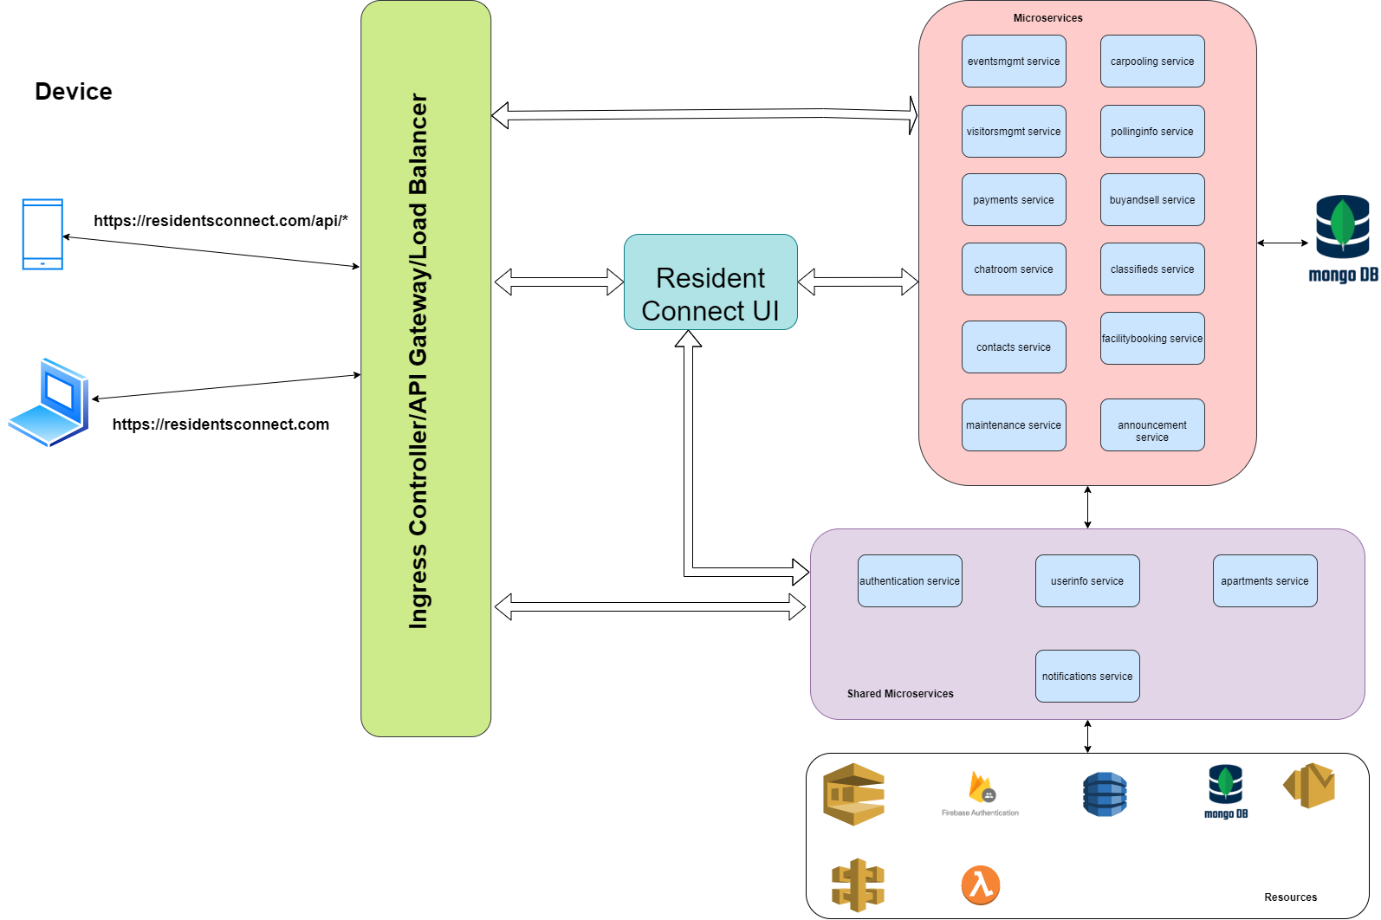 Device
https://residentsconnect.com/api/*
https://residentsconnect.com
Ingress Controller/API Gateway/Load Balancer
Resident
Connect UI
Microservices
eventsmgmt service
carpooling service
visitorsmgmt service
pollinginfo service
payments service
buyandsell service
chatroom service
classifieds service
contacts service
facilitybooking service
maintenance service
announcement
service
mongo DB
authentication service
userinfo service
apartments service
notifications service
Shared Microservices
Firebase Authentication
mongo DB
Resources